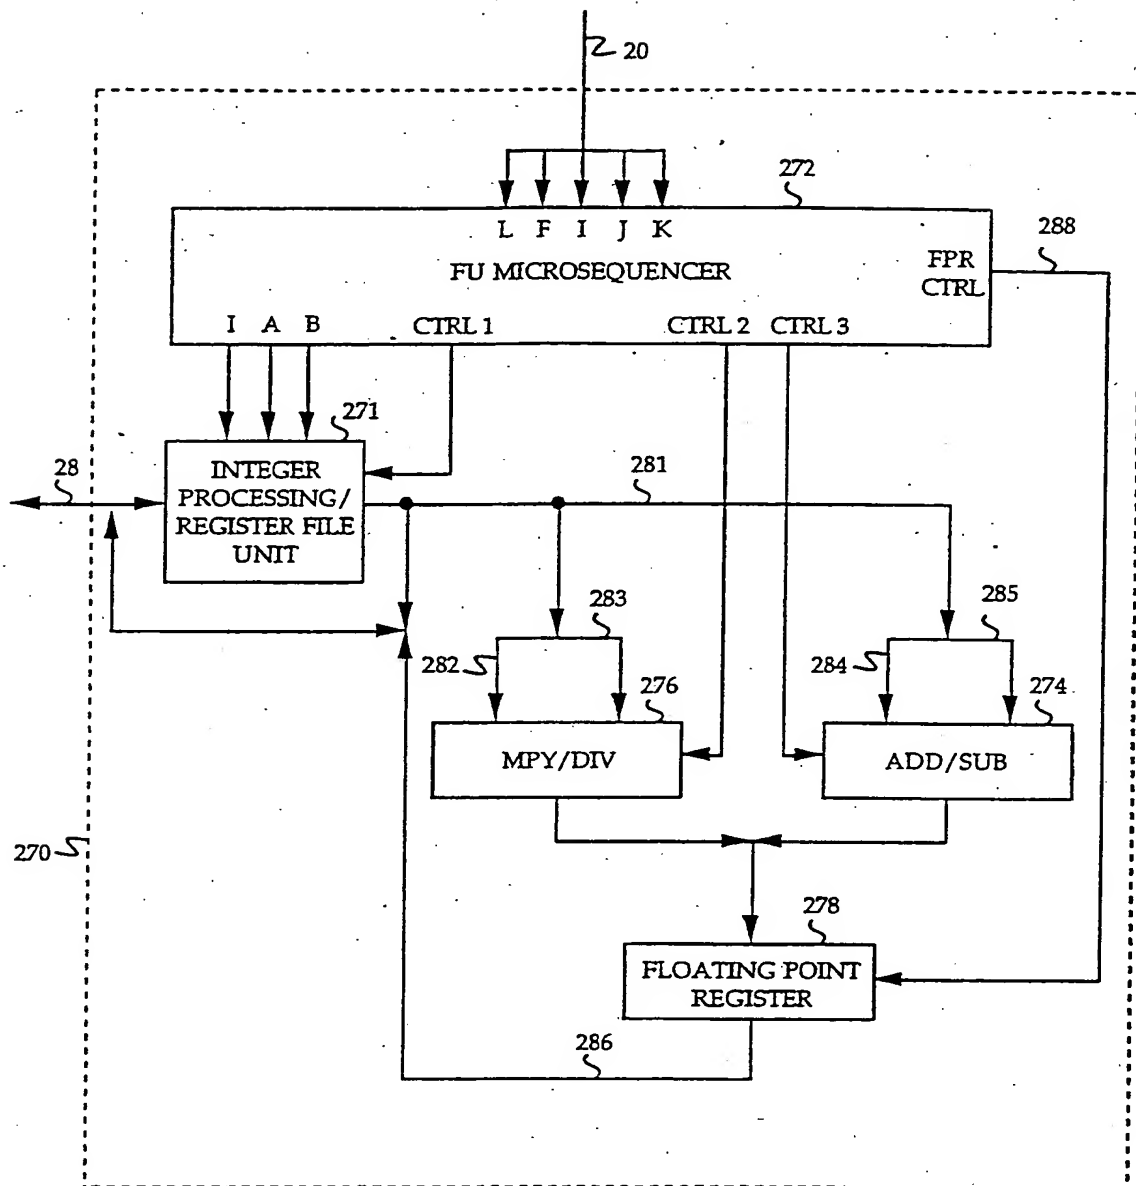 20
272
L F I J K
288
FU MICROSEQUENCER
FPR
CTRL
I A B CTRL 1 CTRL 2 CTRL 3
271
28
INTEGER
PROCESSING/
REGISTER FILE
UNIT
281
283
285
282
284
276
274
MPY/DIV
ADD/SUB
270
278
FLOATING POINT
REGISTER
286